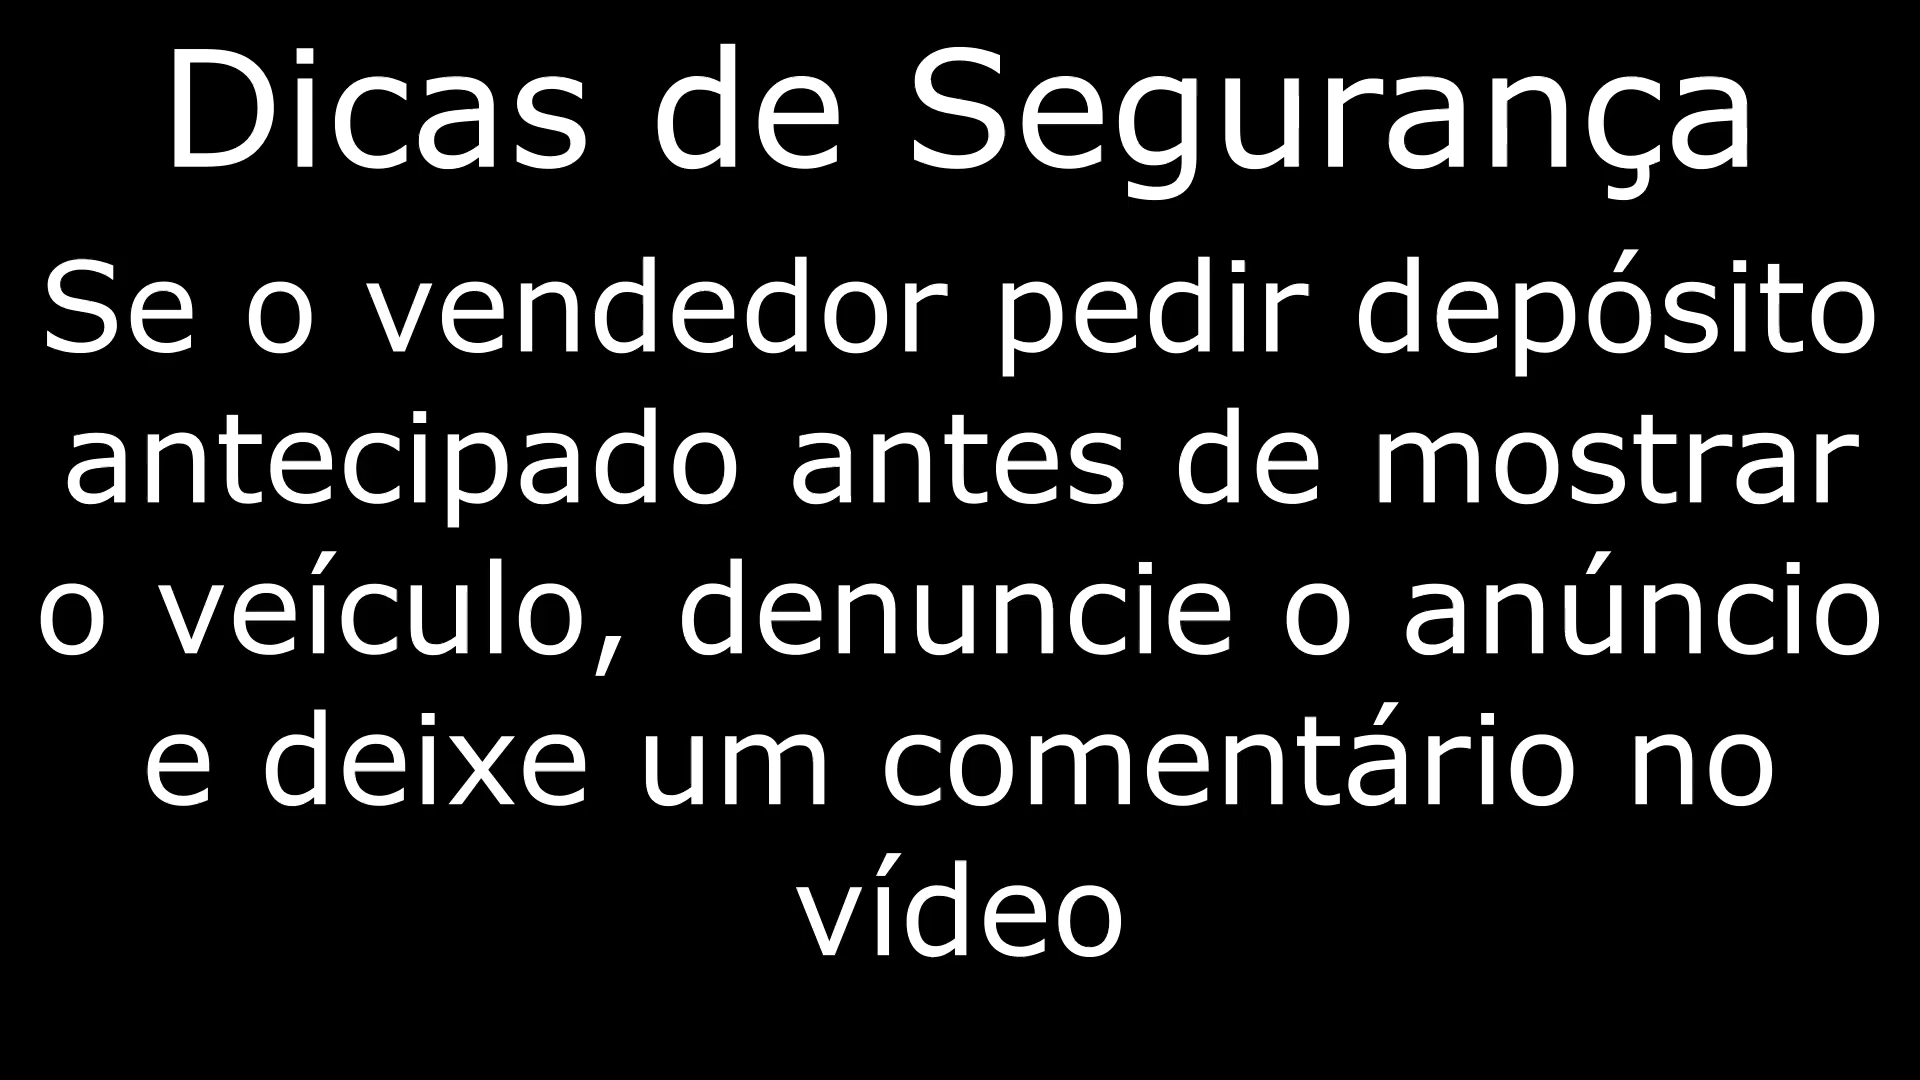 Dicas de Segurança
Se o vendedor pedir depósito
antecipado antes de mostrar
o veículo, denuncie o anúncio
e deixe um comentário no
vídeo